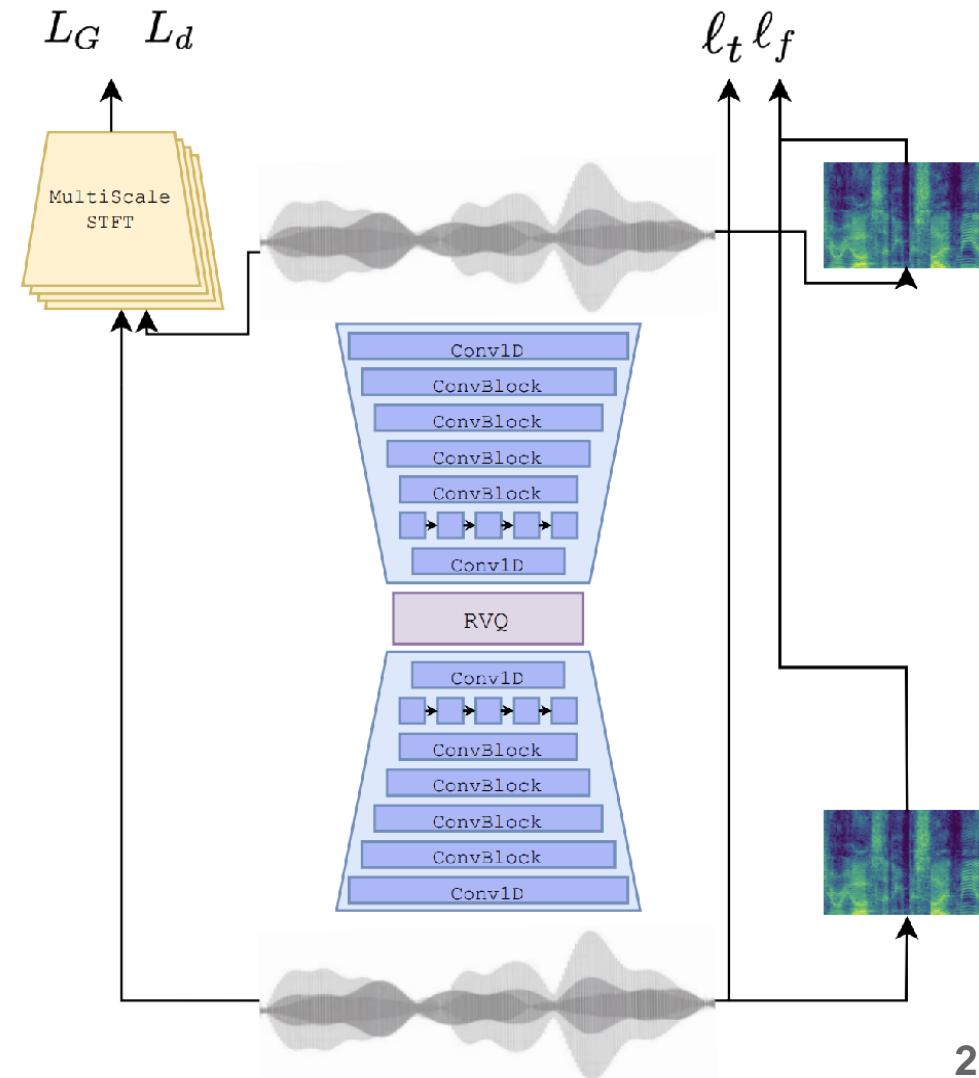 L_G L_d
ℓ_t ℓ_f
MultiScale
STFT
Conv1D
ConvBlock
ConvBlock
ConvBlock
ConvBlock
Conv1D
RVQ
Conv1D
ConvBlock
ConvBlock
ConvBlock
ConvBlock
Conv1D
2